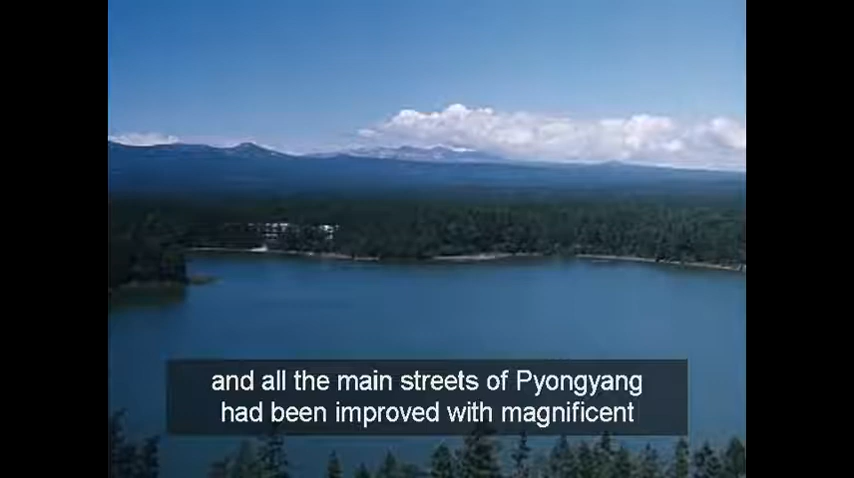 and all the main streets of Pyongyang
had been improved with magnificent